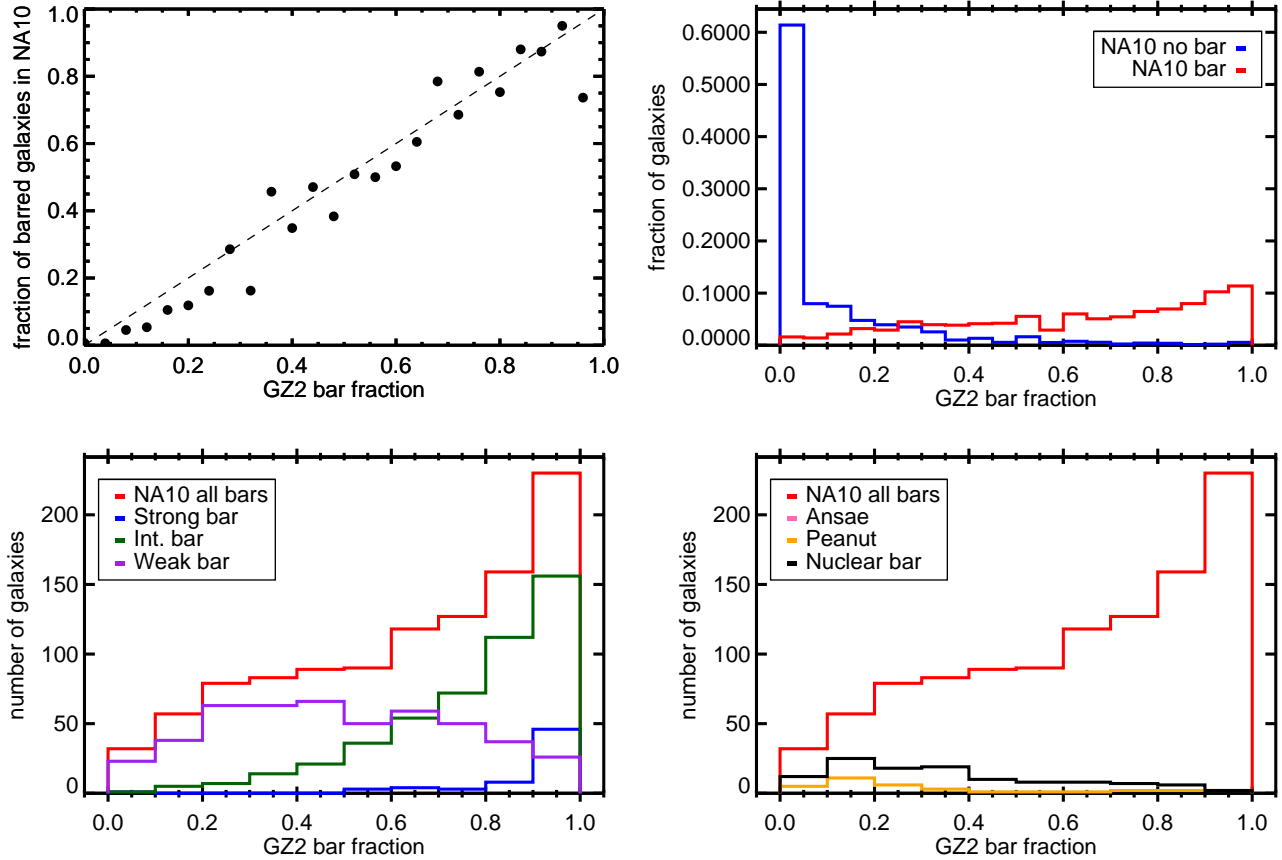 fraction of barred galaxies in NA10
1.0
0.8
0.6
0.4
0.2
0.0
0.0 0.2 0.4 0.6 0.8 1.0
GZ2 bar fraction
fraction of galaxies
0.6000
0.5000
0.4000
0.3000
0.2000
0.1000
0.0000
NA10 no bar
NA10 bar
0.0 0.2 0.4 0.6 0.8 1.0
GZ2 bar fraction
number of galaxies
200
150
100
50
0
NA10 all bars
Strong bar
Int. bar
Weak bar
0.0 0.2 0.4 0.6 0.8 1.0
GZ2 bar fraction
number of galaxies
200
150
100
50
0
NA10 all bars
Ansae
Peanut
Nuclear bar
0.0 0.2 0.4 0.6 0.8 1.0
GZ2 bar fraction